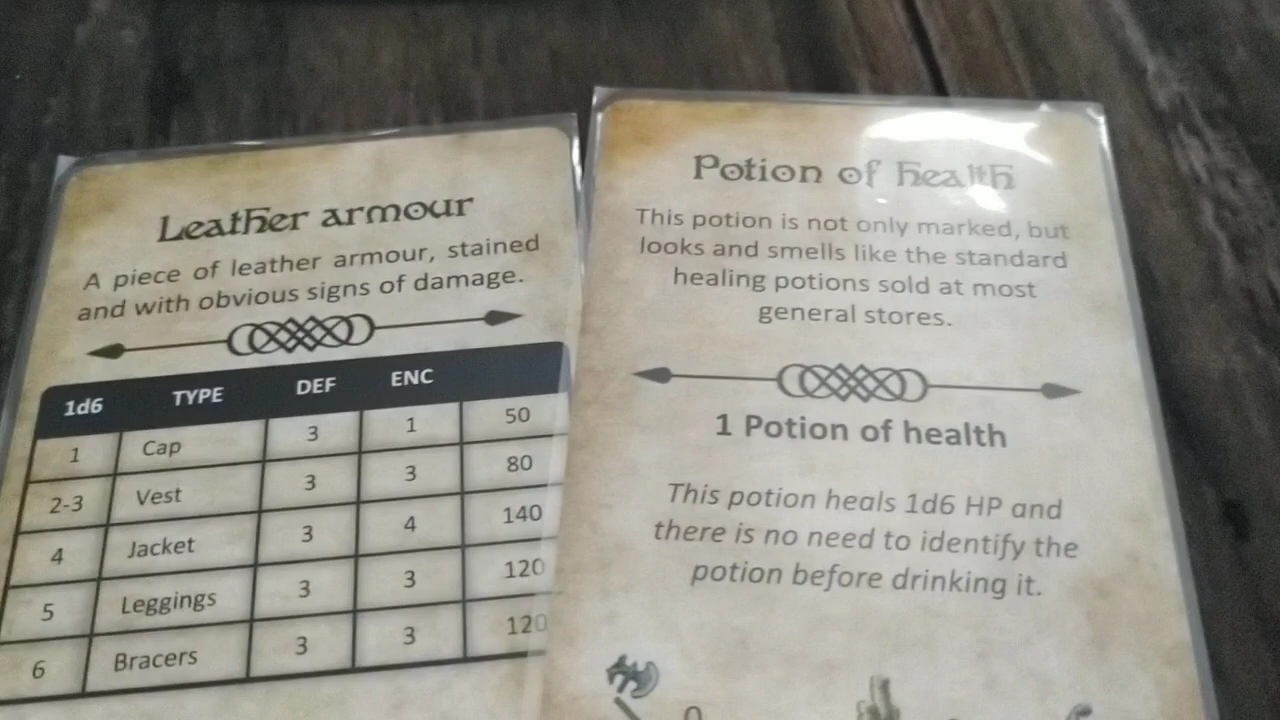 Leather armour
A piece of leather armour, stained
and with obvious signs of damage.
1d6 TYPE DEF ENC
1 Cap 3 1 50
2-3 Vest 3 3 80
4 Jacket 3 4 140
5 Leggings 3 3 120
6 Bracers 3 3 120
Potion of health
This potion is not only marked, but
looks and smells like the standard
healing potions sold at most
general stores.
1 Potion of health
This potion heals 1d6 HP and
there is no need to identify the
potion before drinking it.